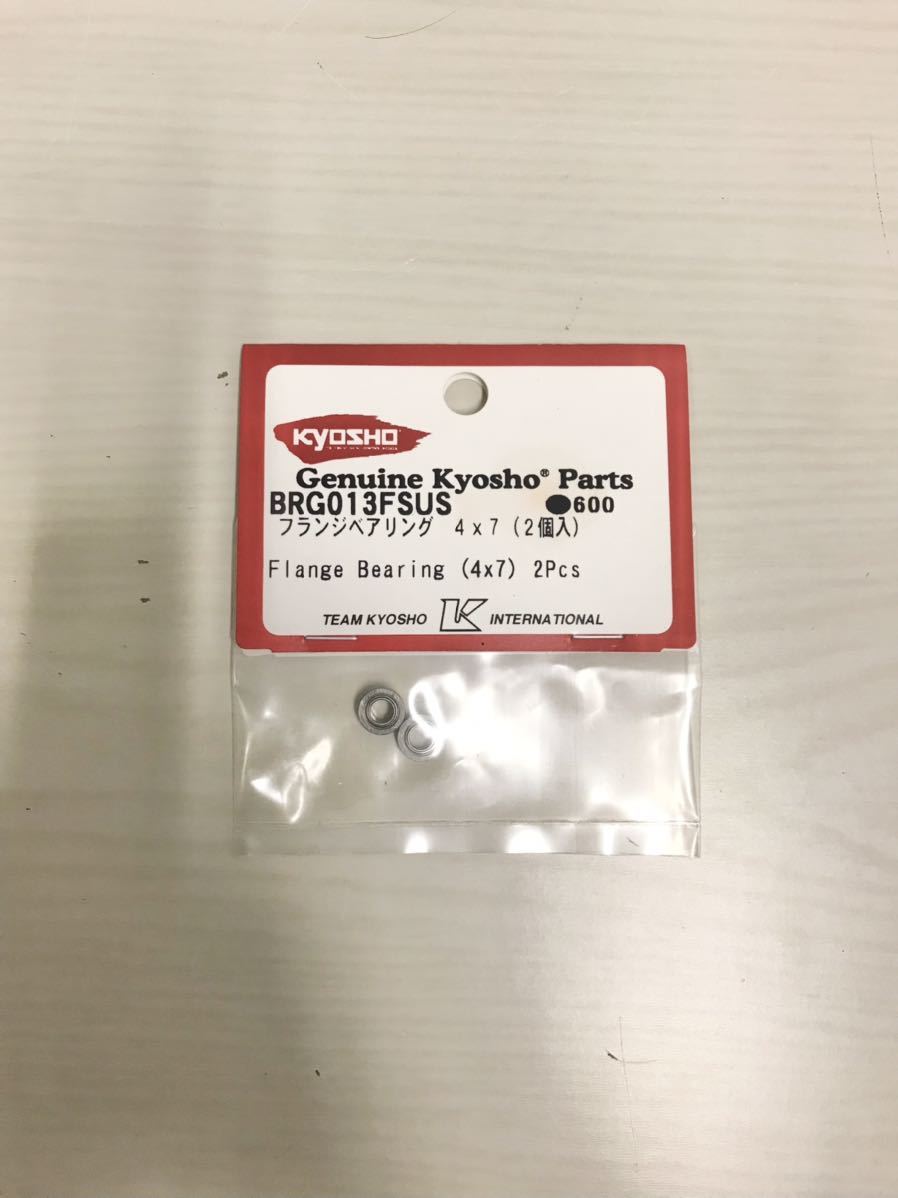 KYOSHO
Genuine Kyosho® Parts
BRG013FSUS ●600
フランジベアリング 4x7(2個入)
Flange Bearing (4x7) 2Pcs
TEAM KYOSHO K INTERNATIONAL